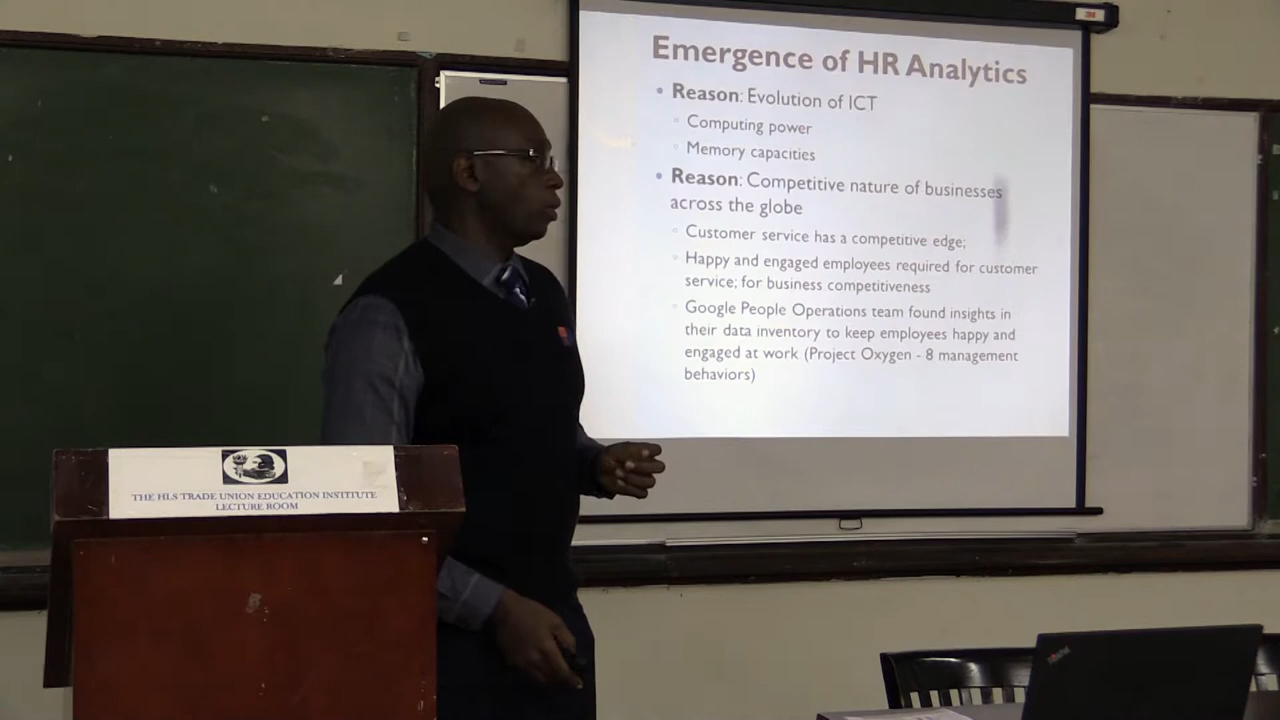 Emergence of HR Analytics
• Reason: Evolution of ICT
◦ Computing power
◦ Memory capacities
• Reason: Competitive nature of businesses
across the globe
◦ Customer service has a competitive edge;
◦ Happy and engaged employees required for customer
service; for business competitiveness
◦ Google People Operations team found insights in
their data inventory to keep employees happy and
engaged at work (Project Oxygen - 8 management
behaviors)
THE HLS TRADE UNION EDUCATION INSTITUTE
LECTURE ROOM
ThinkPad